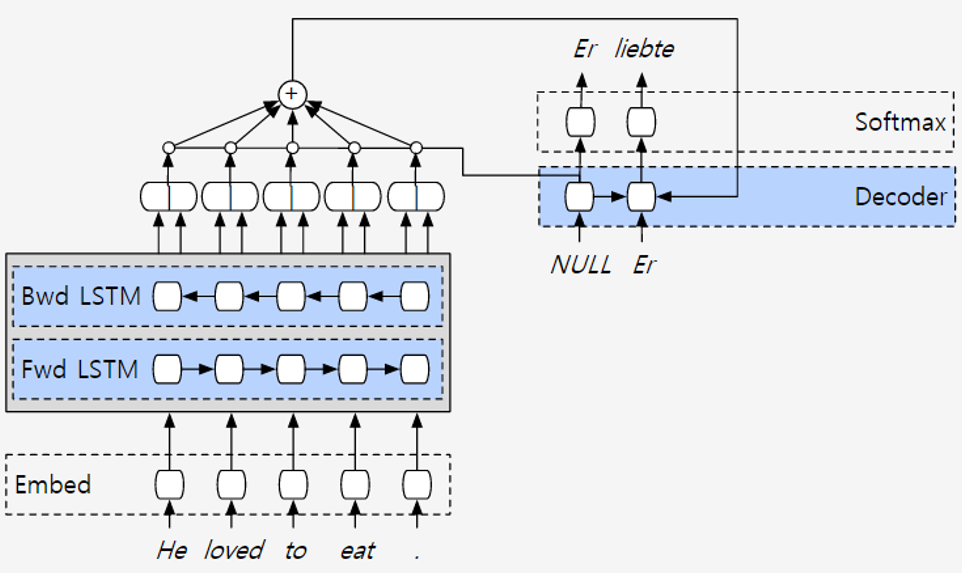 Er liebte
+
Softmax
Decoder
NULL Er
Bwd LSTM
Fwd LSTM
Embed
He loved to eat .